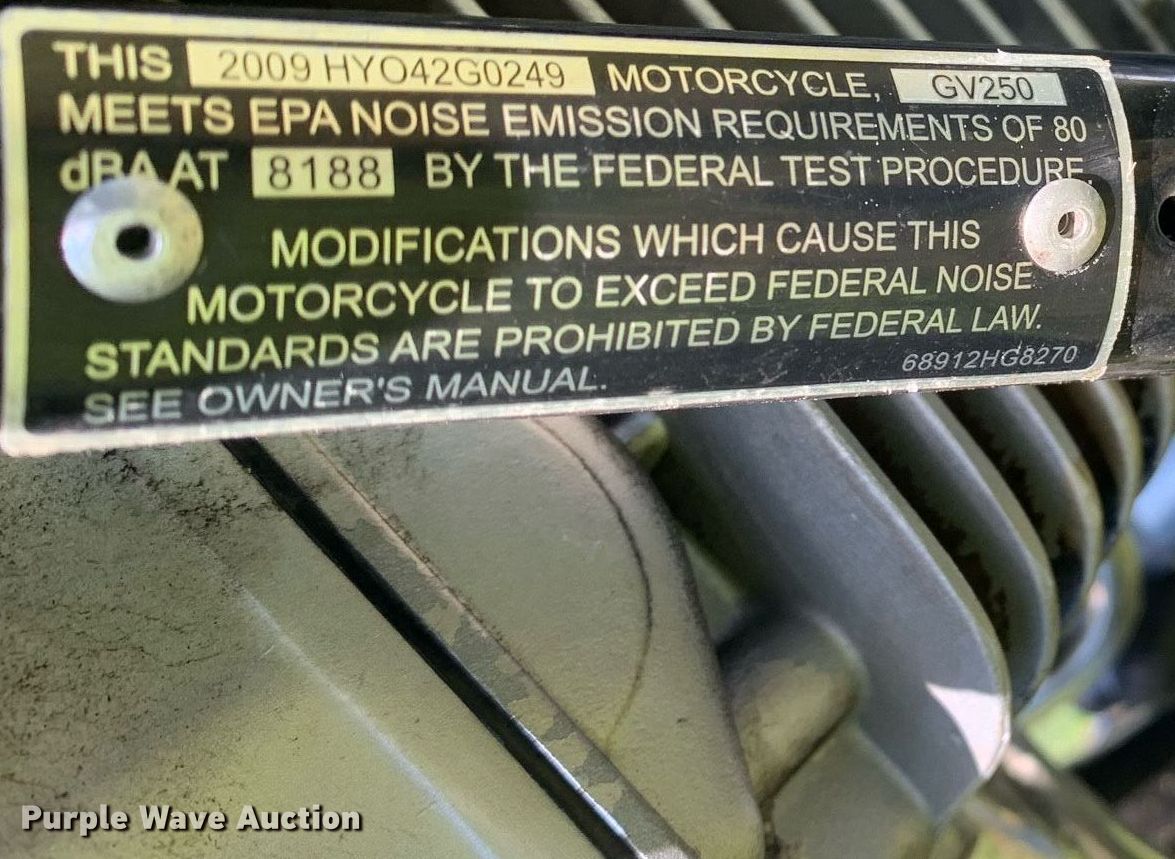 THIS 2009 HYO42G0249 MOTORCYCLE, GV250
MEETS EPA NOISE EMISSION REQUIREMENTS OF 80
dBA AT 8188 BY THE FEDERAL TEST PROCEDURE.
MODIFICATIONS WHICH CAUSE THIS
MOTORCYCLE TO EXCEED FEDERAL NOISE
STANDARDS ARE PROHIBITED BY FEDERAL LAW.
SEE OWNER'S MANUAL.
68912HG8270
Purple Wave Auction